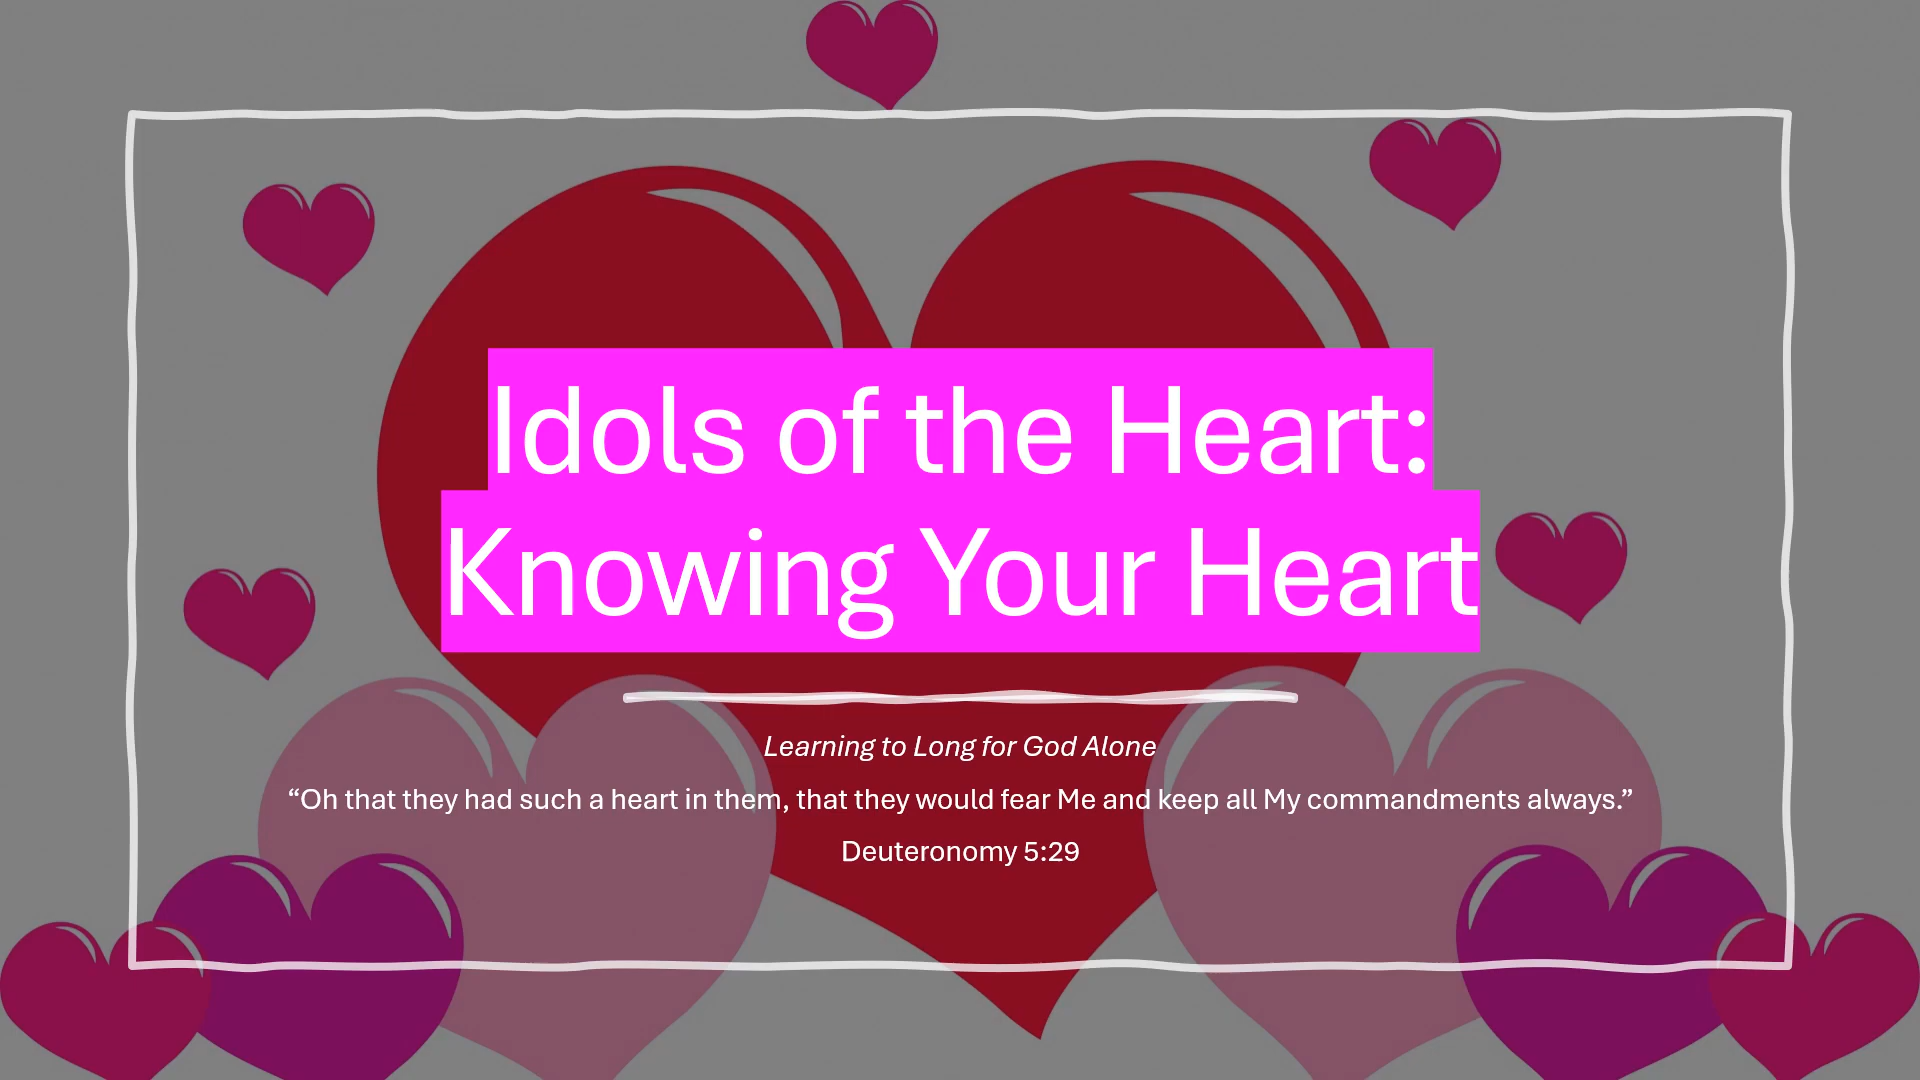 Idols of the Heart:
Knowing Your Heart
Learning to Long for God Alone
“Oh that they had such a heart in them, that they would fear Me and keep all My commandments always.”
Deuteronomy 5:29